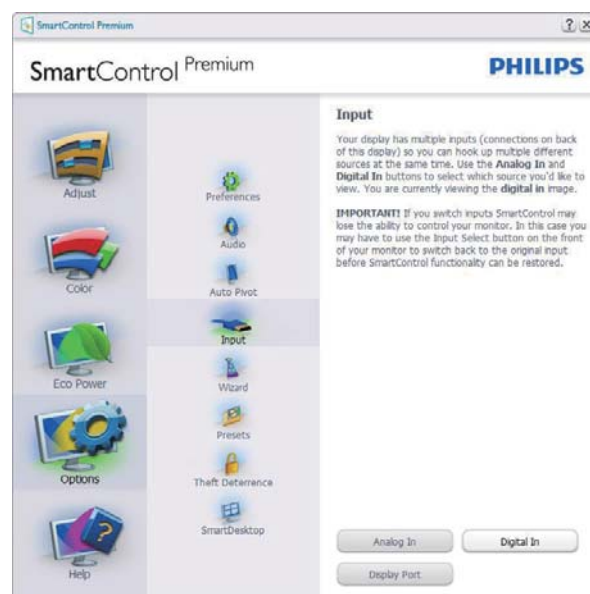 SmartControl Premium
? X
SmartControl Premium
PHILIPS
Adjust
Color
Eco Power
Options
Help
Preferences
Audio
Auto Pivot
Input
Wizard
Presets
Theft Deterrence
SmartDesktop
Input
Your display has multiple inputs (connections on back
of this display) so you can hook up multiple different
sources at the same time. Use the Analog In and
Digital In buttons to select which source you'd like to
view. You are currently viewing the digital in image.
IMPORTANT! If you switch inputs SmartControl may
lose the ability to control your monitor. In this case you
may have to use the Input Select button on the front
of your monitor to switch back to the original input
before SmartControl functionality can be restored.
Analog In
Digital In
Display Port